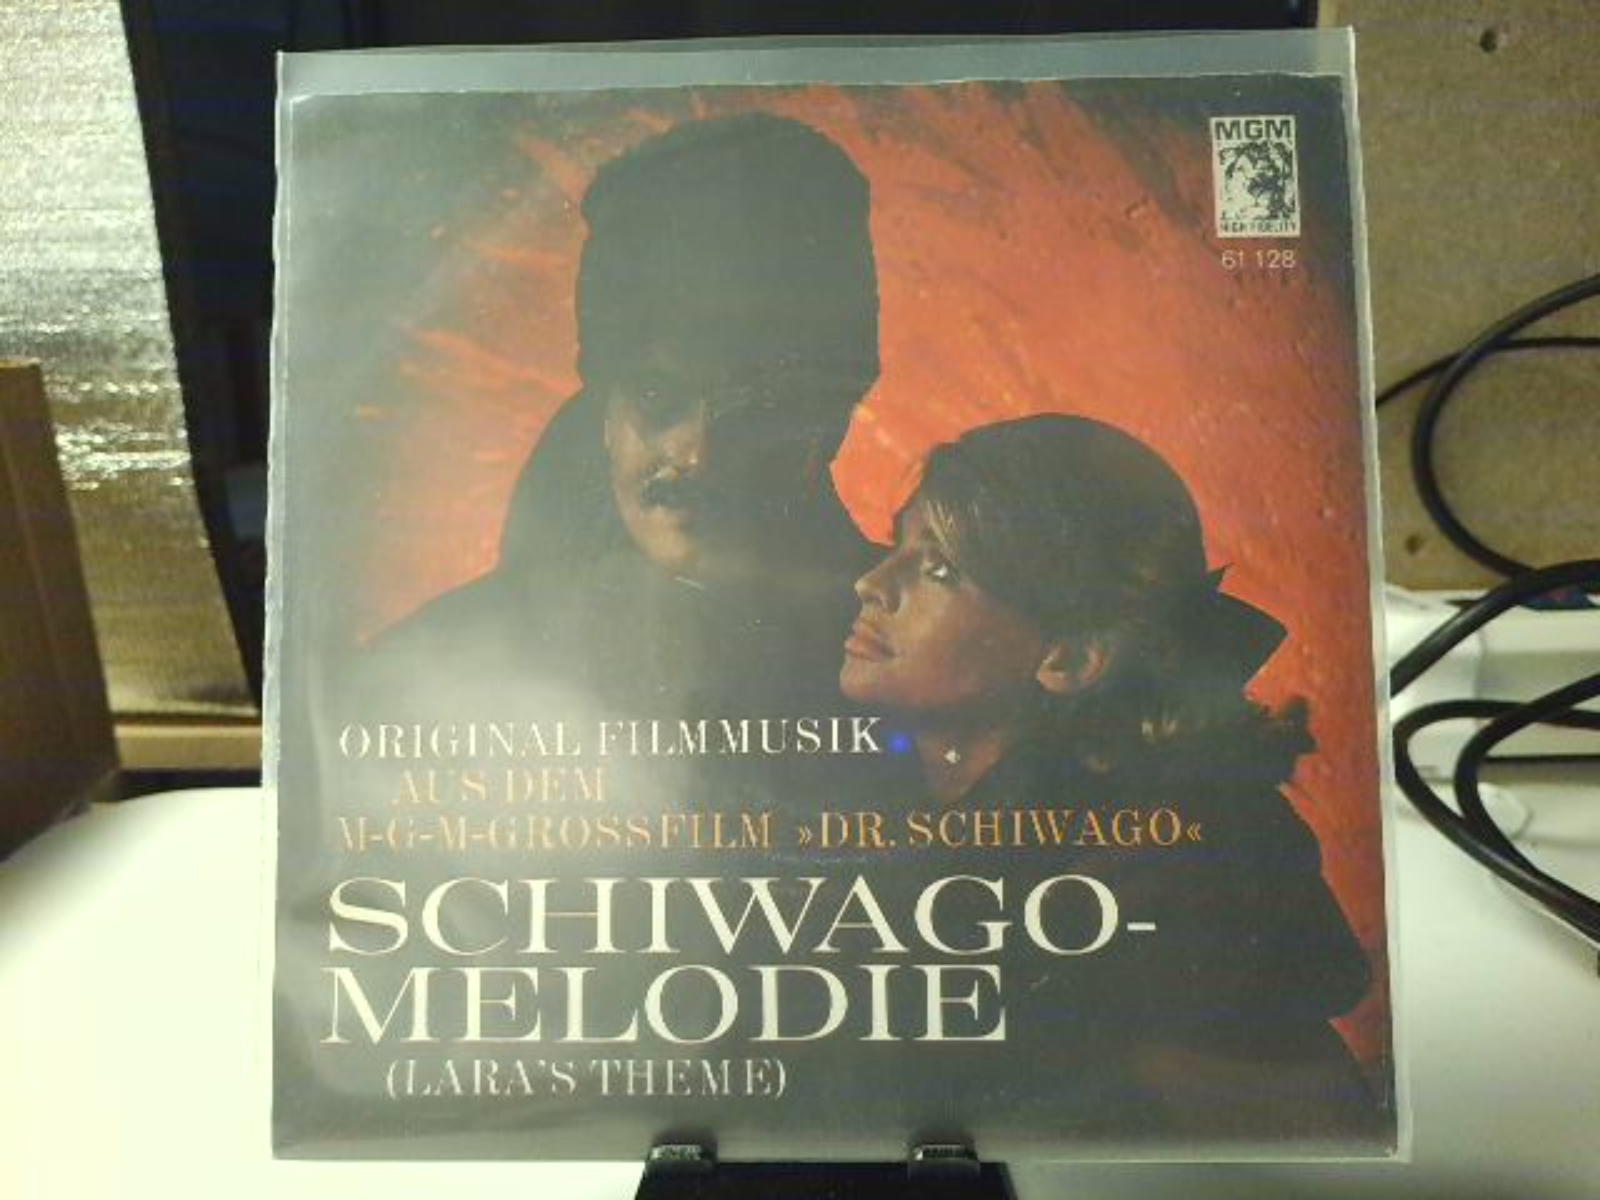 MGM
HIGH FIDELITY
61 128
ORIGINAL FILMMUSIK
AUS DEM
M-G-M-GROSSFILM »DR. SCHIWAGO«
SCHIWAGO-
MELODIE
(LARA'S THEME)